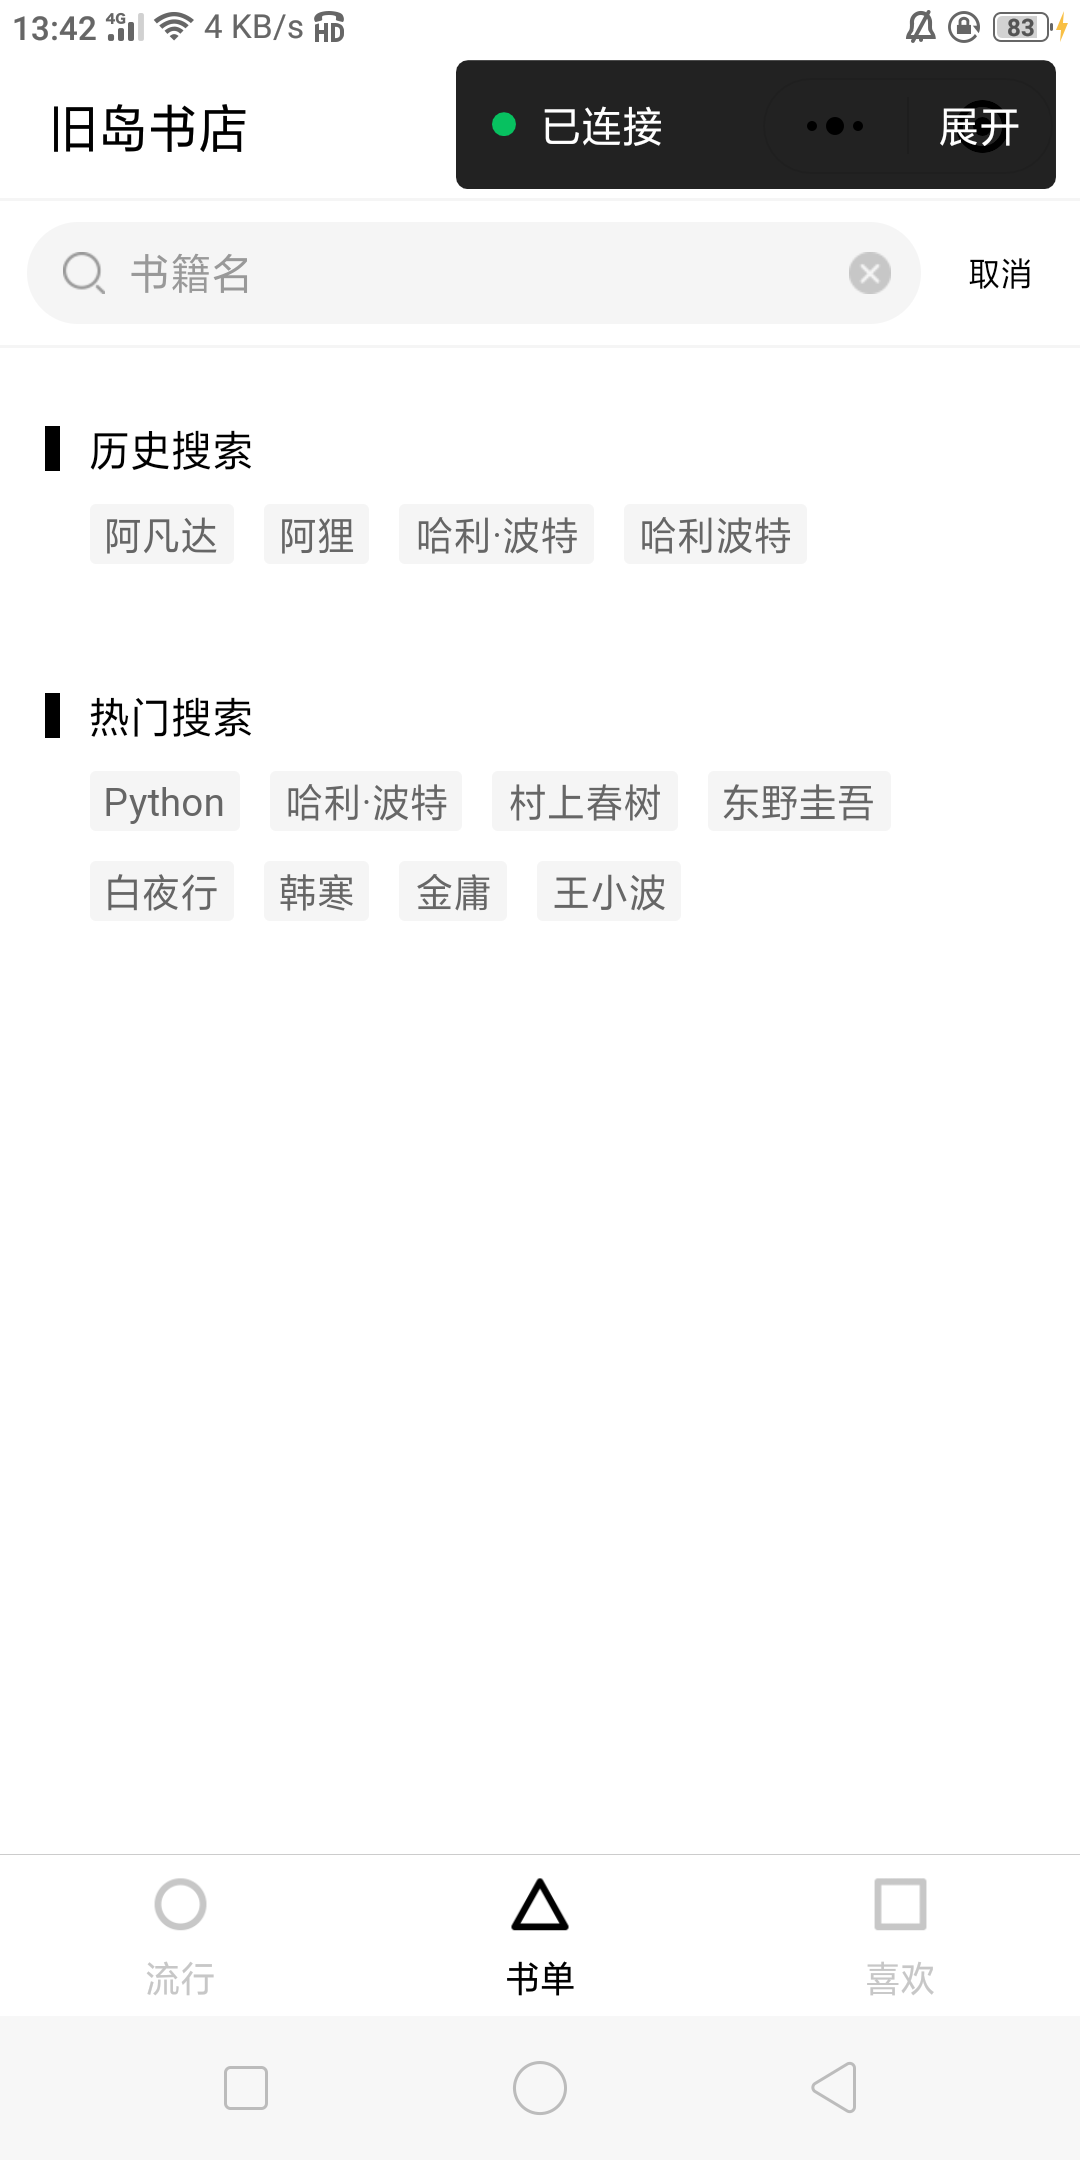 13:42 4G 4 KB/s HD 83
旧岛书店 已连接 展开
书籍名 取消
历史搜索
阿凡达 阿狸 哈利·波特 哈利波特
热门搜索
Python 哈利·波特 村上春树 东野圭吾
白夜行 韩寒 金庸 王小波
流行 书单 喜欢